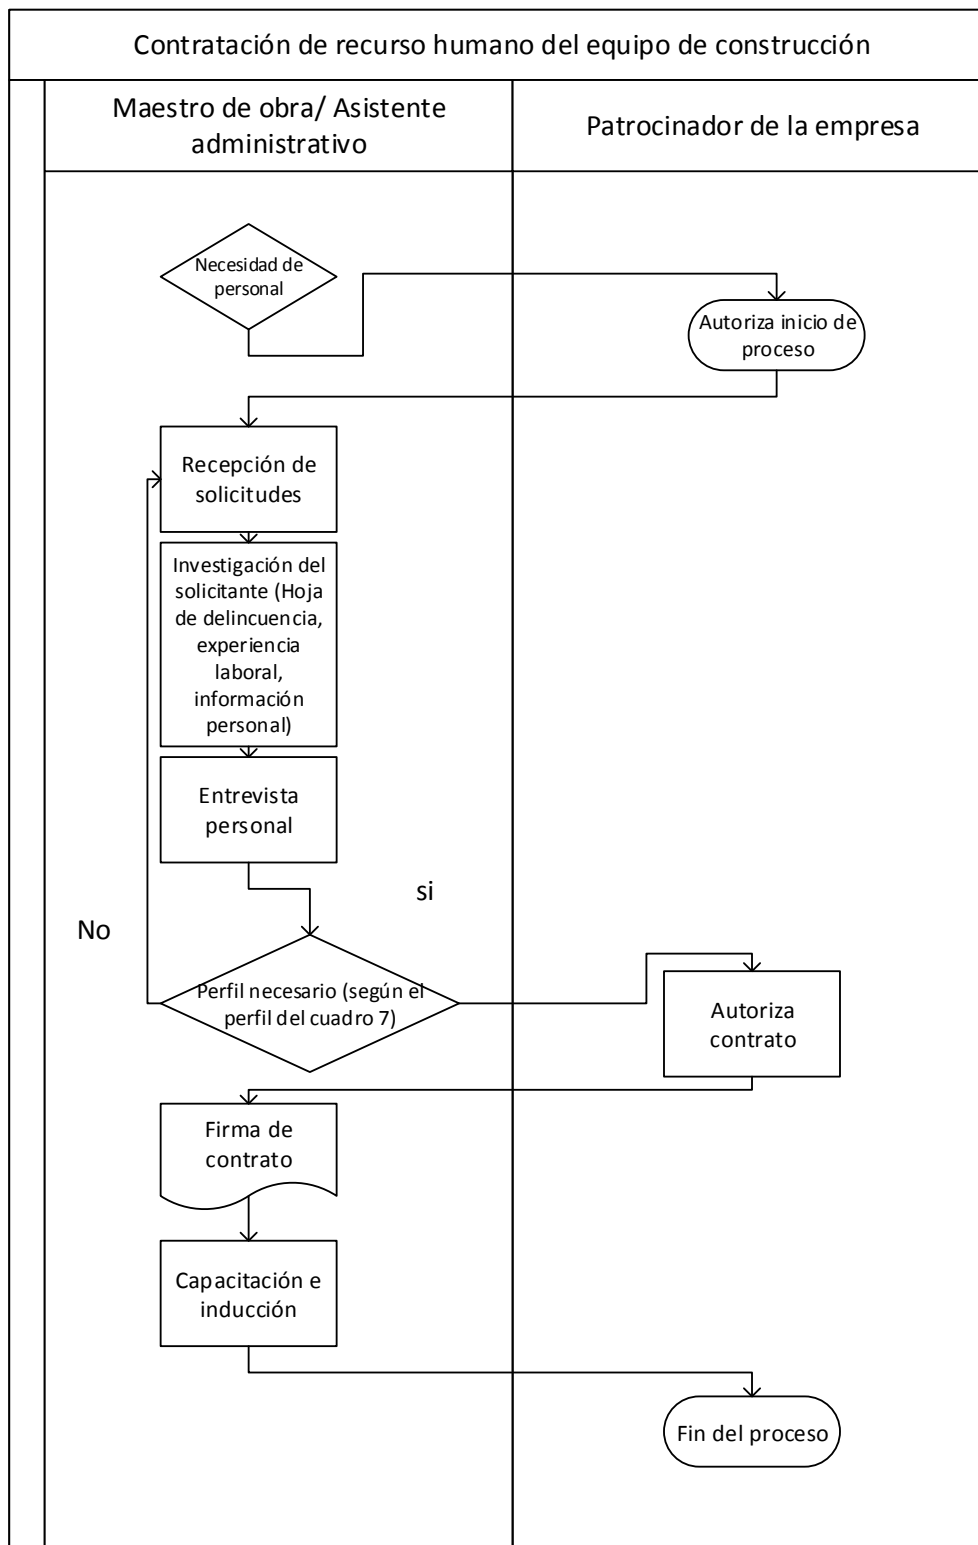 Contratación de recurso humano del equipo de construcción
Maestro de obra/ Asistente
administrativo
Patrocinador de la empresa
Necesidad de
personal
Autoriza inicio de
proceso
Recepción de
solicitudes
Investigación del
solicitante (Hoja
de delincuencia,
experiencia
laboral,
información
personal)
Entrevista
personal
si
No
Perfil necesario (según el
perfil del cuadro 7)
Autoriza
contrato
Firma de
contrato
Capacitación e
inducción
Fin del proceso